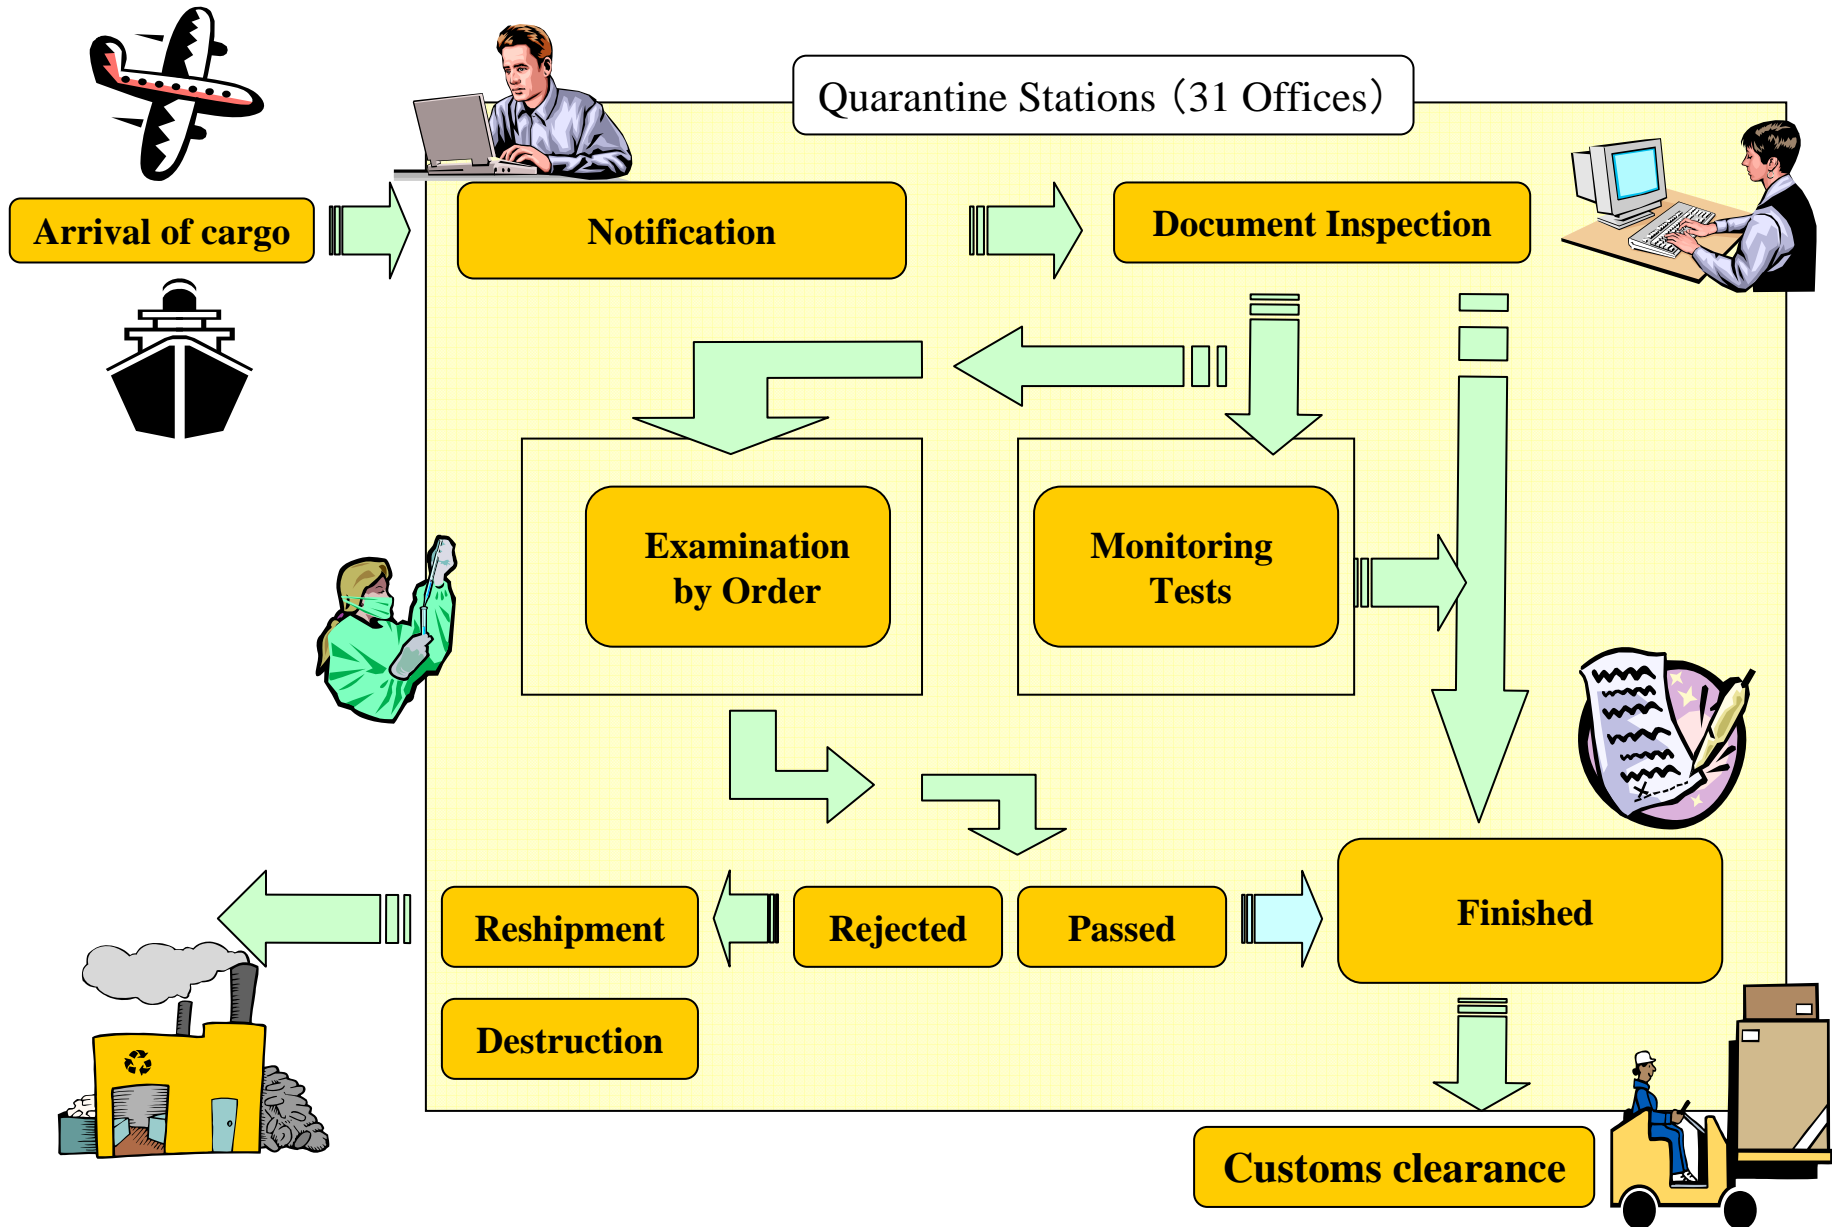 Quarantine Stations（31 Offices）
Arrival of cargo
Notification
Document Inspection
Examination
by Order
Monitoring
Tests
Reshipment
Rejected
Passed
Finished
Destruction
Customs clearance